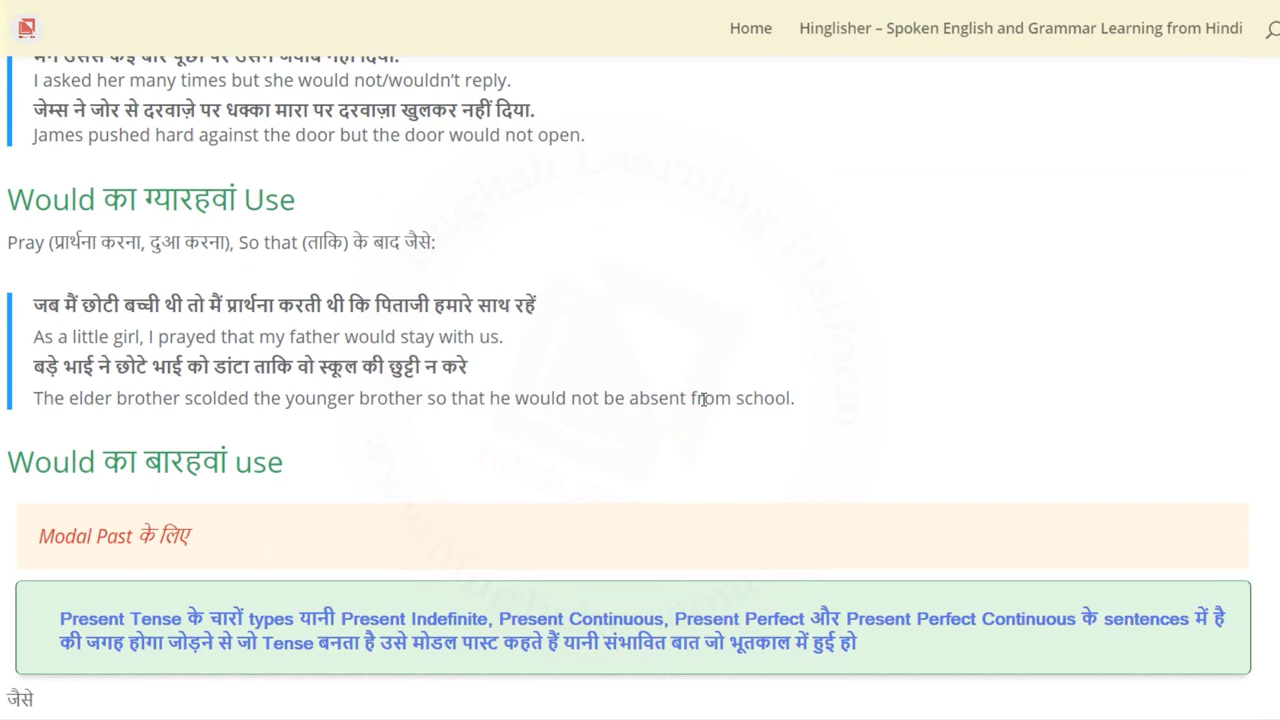 Home
Hinglisher – Spoken English and Grammar Learning from Hindi
I asked her many times but she would not/wouldn't reply.
जेम्स ने जोर से दरवाज़े पर धक्का मारा पर दरवाज़ा खुलकर नहीं दिया.
James pushed hard against the door but the door would not open.
Would का ग्यारहवां Use
Pray (प्रार्थना करना, दुआ करना), So that (ताकि) के बाद जैसे:
जब मैं छोटी बच्ची थी तो मैं प्रार्थना करती थी कि पिताजी हमारे साथ रहें
As a little girl, I prayed that my father would stay with us.
बड़े भाई ने छोटे भाई को डांटा ताकि वो स्कूल की छुट्टी न करे
The elder brother scolded the younger brother so that he would not be absent from school.
Would का बारहवां use
Modal Past के लिए
Present Tense के चारों types यानी Present Indefinite, Present Continuous, Present Perfect और Present Perfect Continuous के sentences में है
की जगह होगा जोड़ने से जो Tense बनता है उसे मोडल पास्ट कहते हैं यानी संभावित बात जो भूतकाल में हुई हो
जैसे